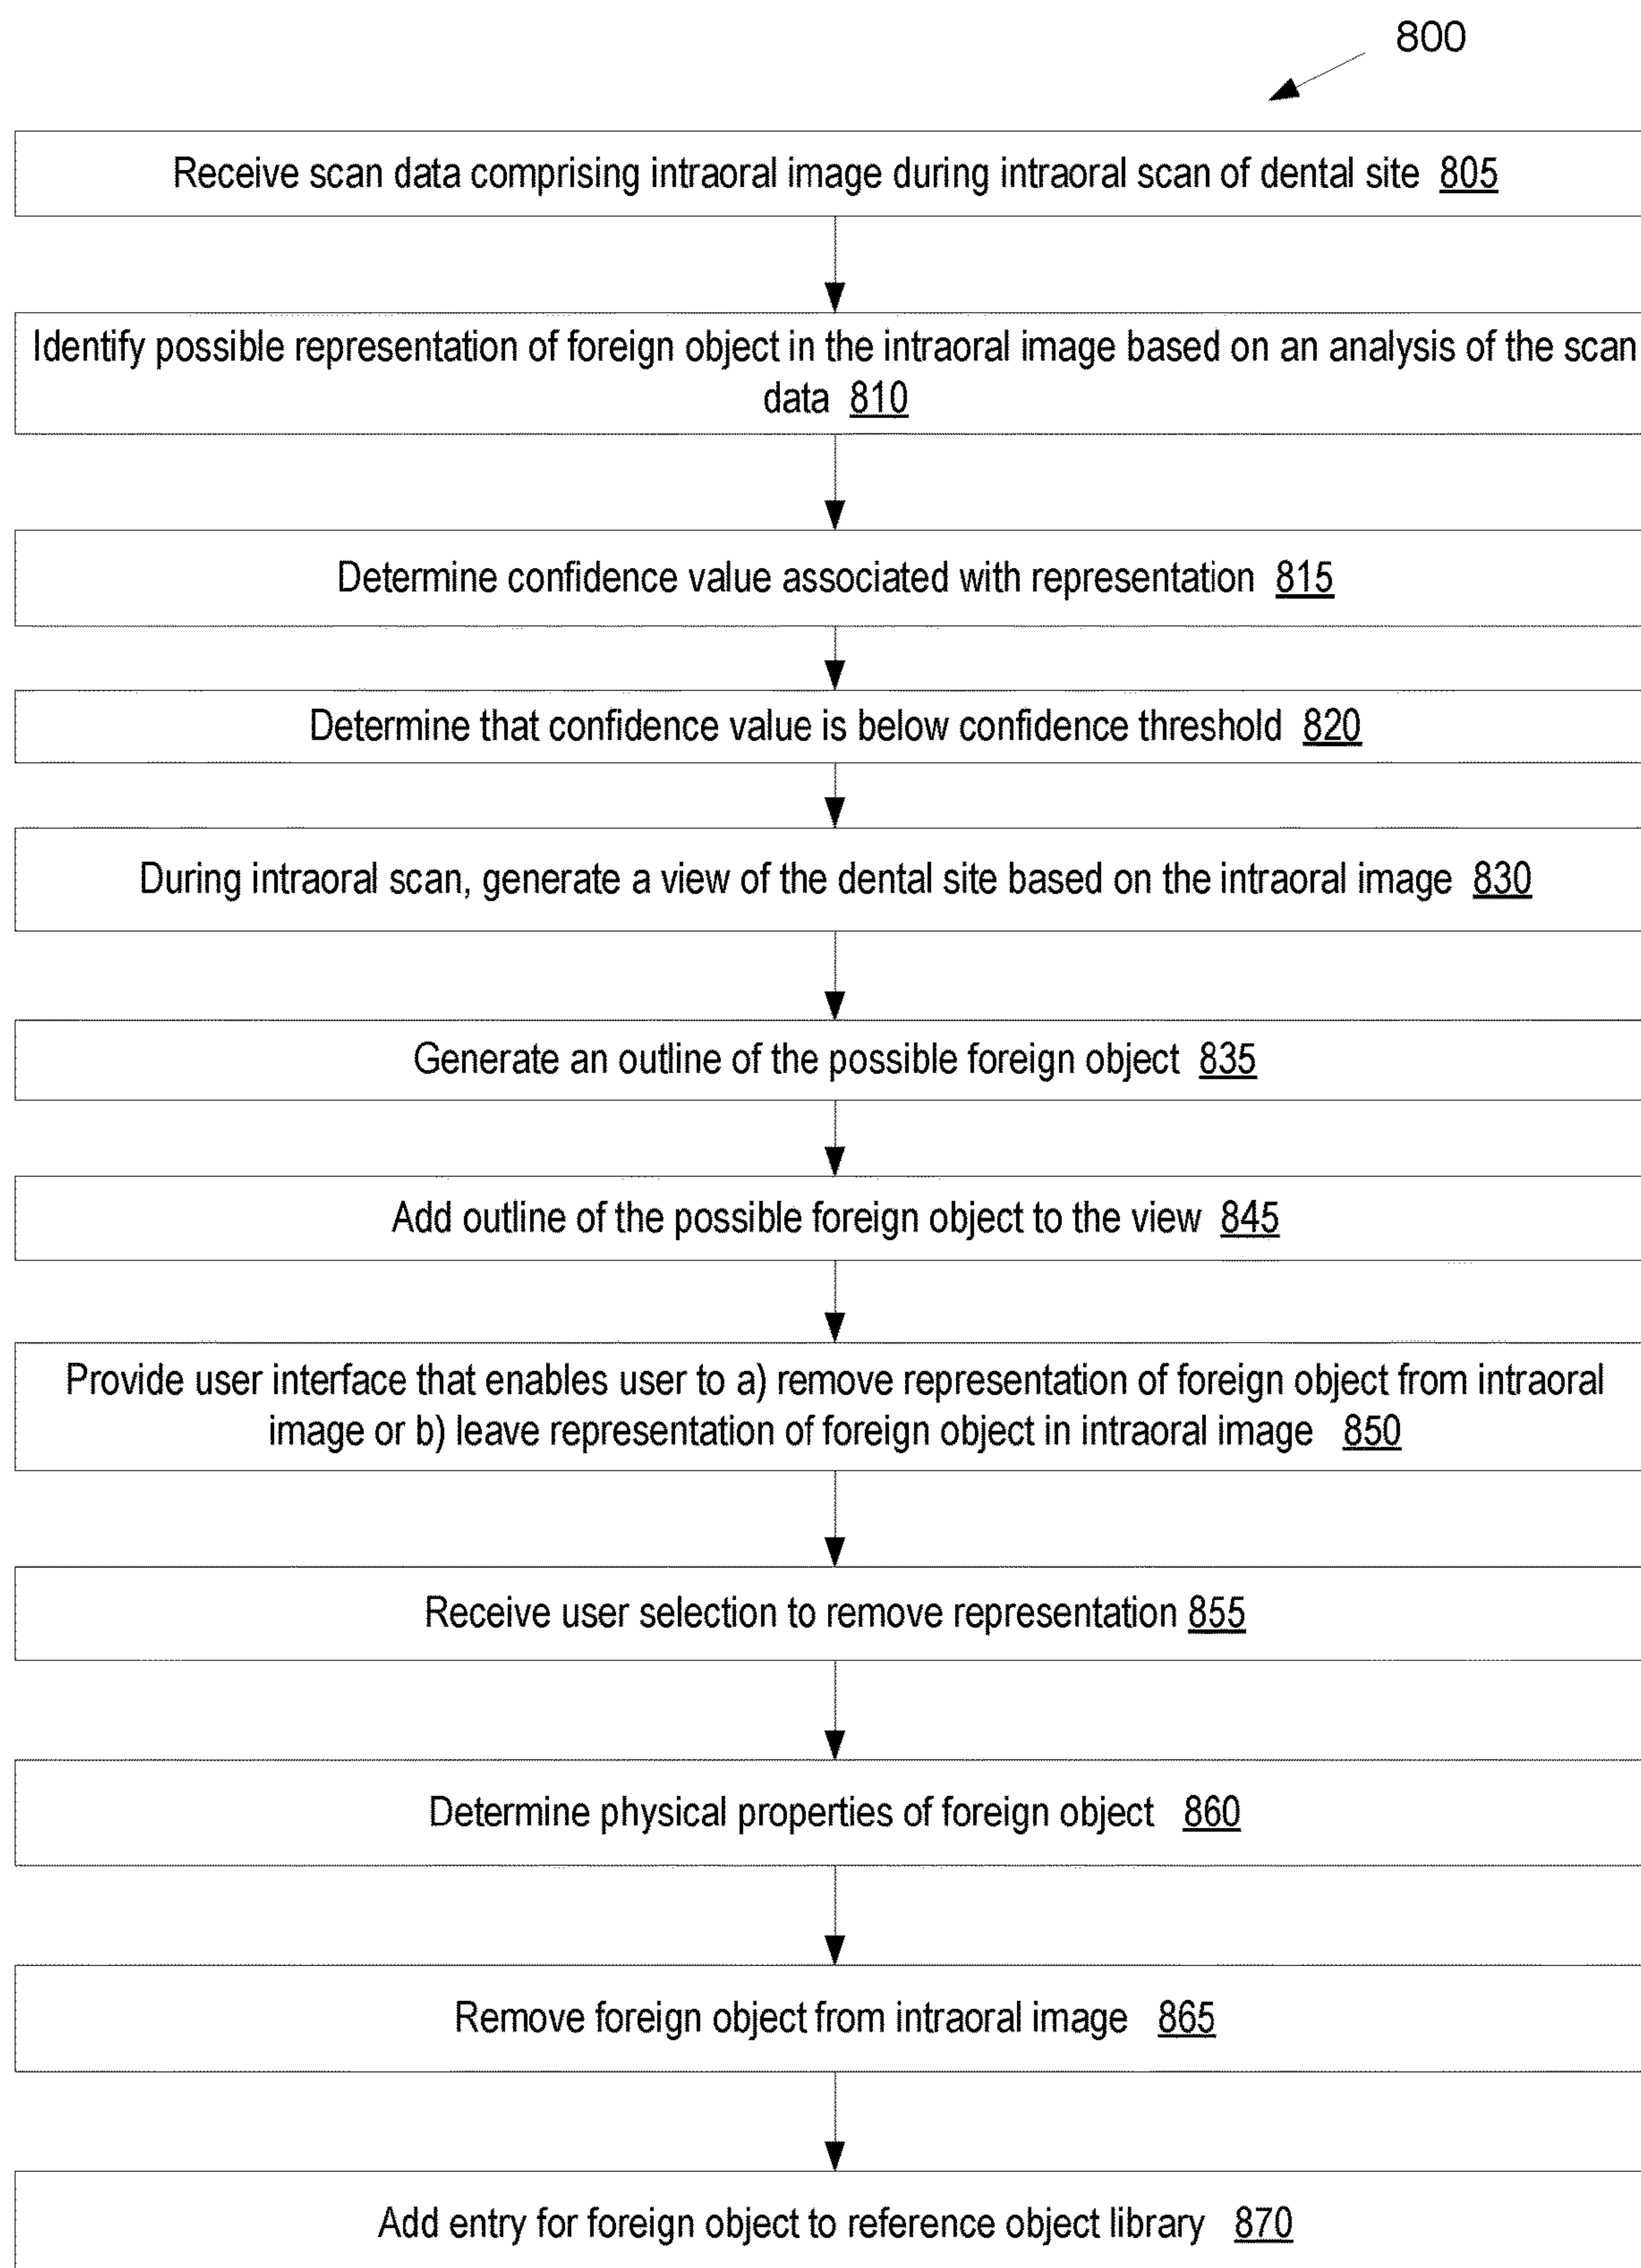 800
Receive scan data comprising intraoral image during intraoral scan of dental site 805
Identify possible representation of foreign object in the intraoral image based on an analysis of the scan
data 810
Determine confidence value associated with representation 815
Determine that confidence value is below confidence threshold 820
During intraoral scan, generate a view of the dental site based on the intraoral image 830
Generate an outline of the possible foreign object 835
Add outline of the possible foreign object to the view 845
Provide user interface that enables user to a) remove representation of foreign object from intraoral
image or b) leave representation of foreign object in intraoral image 850
Receive user selection to remove representation 855
Determine physical properties of foreign object 860
Remove foreign object from intraoral image 865
Add entry for foreign object to reference object library 870